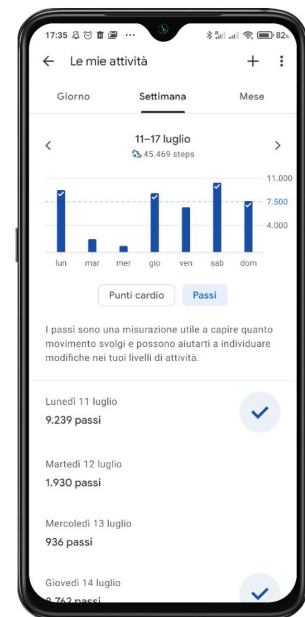 17:35 82%
Le mie attività
Giorno Settimana Mese
11–17 luglio
45.469 steps
11.000
7.500
4.000
lun mar mer gio ven sab dom
Punti cardio Passi
I passi sono una misurazione utile a capire quanto
movimento svolgi e possono aiutarti a individuare
modifiche nei tuoi livelli di attività.
Lunedì 11 luglio
9.239 passi
Martedì 12 luglio
1.930 passi
Mercoledì 13 luglio
936 passi
Giovedì 14 luglio
8.762 passi